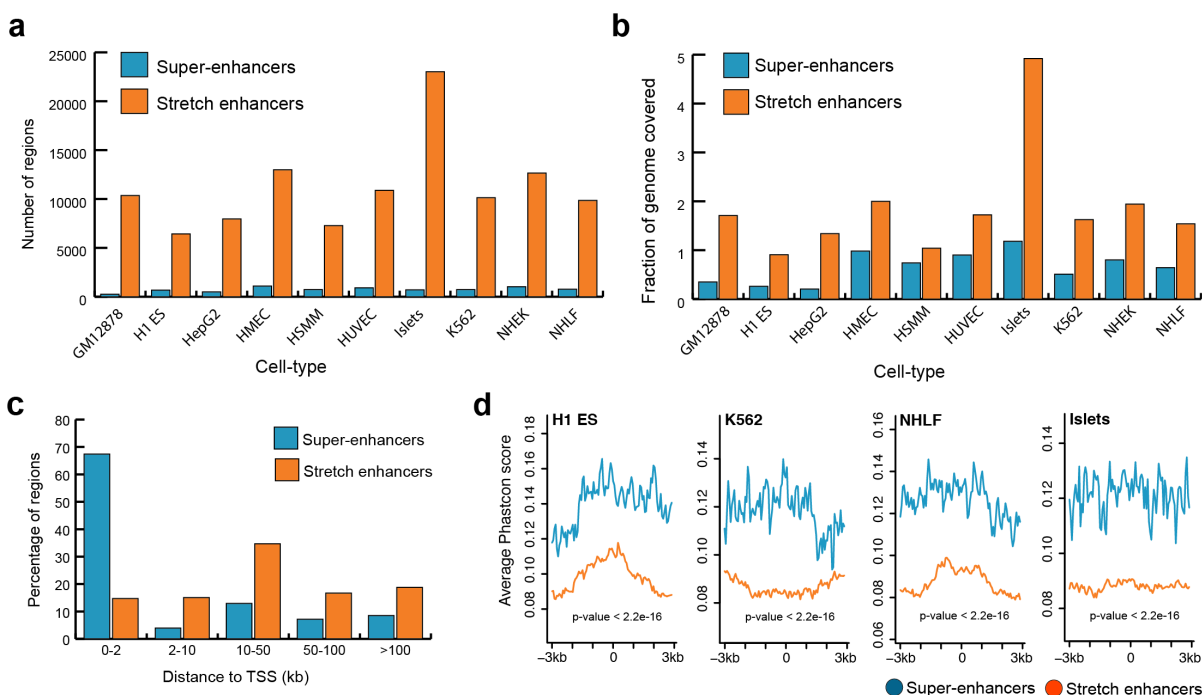 a
25000
20000
15000
10000
5000
0
Number of regions
Super-enhancers
Stretch enhancers
GM12878
H1 ES
HepG2
HMEC
HSMM
HUVEC
Islets
K562
NHEK
NHLF
Cell-type
b
5
4
3
2
1
0
Fraction of genome covered
Super-enhancers
Stretch enhancers
GM12878
H1 ES
HepG2
HMEC
HSMM
HUVEC
Islets
K562
NHEK
NHLF
Cell-type
c
80
70
60
50
40
30
20
10
0
Percentage of regions
Super-enhancers
Stretch enhancers
0-2
2-10
10-50
50-100
>100
Distance to TSS (kb)
d
Average Phastcon score
H1 ES
0.18
0.16
0.14
0.12
0.10
0.08
p-value < 2.2e-16
−3kb
0
3kb
K562
0.14
0.12
0.10
0.08
p-value < 2.2e-16
−3kb
0
3kb
NHLF
0.16
0.14
0.12
0.10
0.08
0.06
p-value < 2.2e-16
−3kb
0
3kb
Islets
0.14
0.12
0.10
0.08
p-value < 2.2e-16
−3kb
0
3kb
Super-enhancers
Stretch enhancers